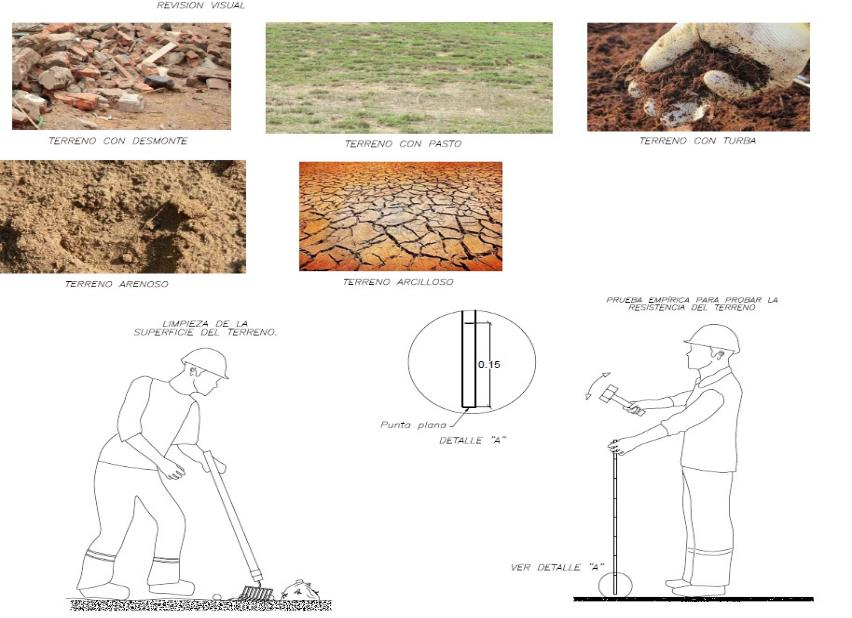 REVISION VISUAL
TERRENO CON DESMONTE
TERRENO CON PASTO
TERRENO CON TURBA
TERRENO ARENOSO
TERRENO ARCILLOSO
LIMPIEZA DE LA
SUPERFICIE DEL TERRENO.
0.15
Punta plana
DETALLE "A"
PRUEBA EMPÍRICA PARA PROBAR LA
RESISTENCIA DEL TERRENO
VER DETALLE "A"